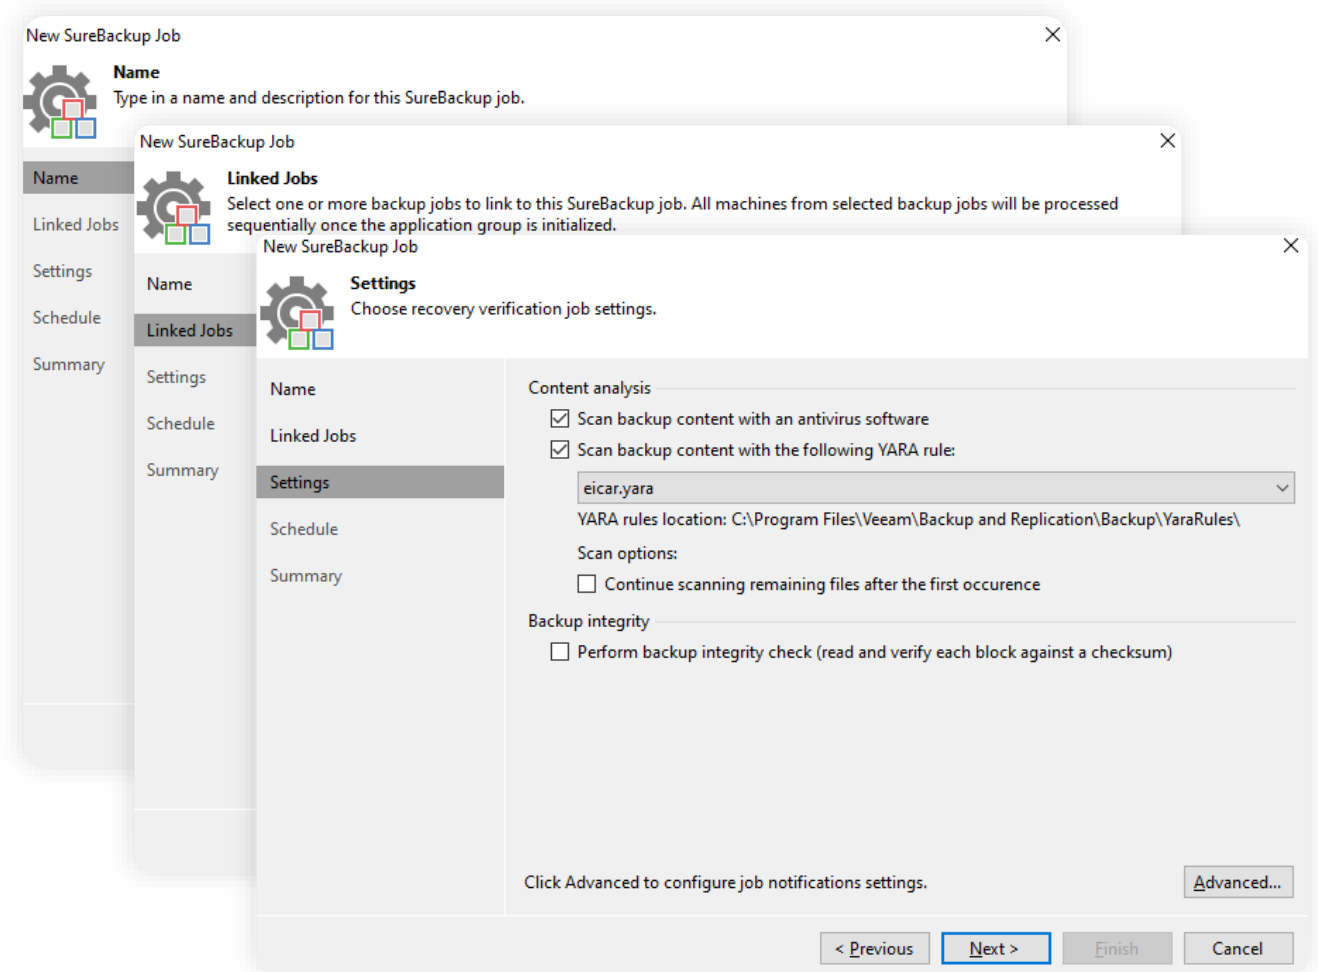 New SureBackup Job
Name
Type in a name and description for this SureBackup job.
Name
Linked Jobs
Settings
Schedule
Summary
New SureBackup Job
Linked Jobs
Select one or more backup jobs to link to this SureBackup job. All machines from selected backup jobs will be processed
sequentially once the application group is initialized.
Name
Linked Jobs
Settings
Schedule
Summary
New SureBackup Job
Settings
Choose recovery verification job settings.
Name
Linked Jobs
Settings
Schedule
Summary
Content analysis
Scan backup content with an antivirus software
Scan backup content with the following YARA rule:
eicar.yara
YARA rules location: C:\Program Files\Veeam\Backup and Replication\Backup\YaraRules\
Scan options:
Continue scanning remaining files after the first occurence
Backup integrity
Perform backup integrity check (read and verify each block against a checksum)
Click Advanced to configure job notifications settings.
Advanced...
< Previous
Next >
Finish
Cancel